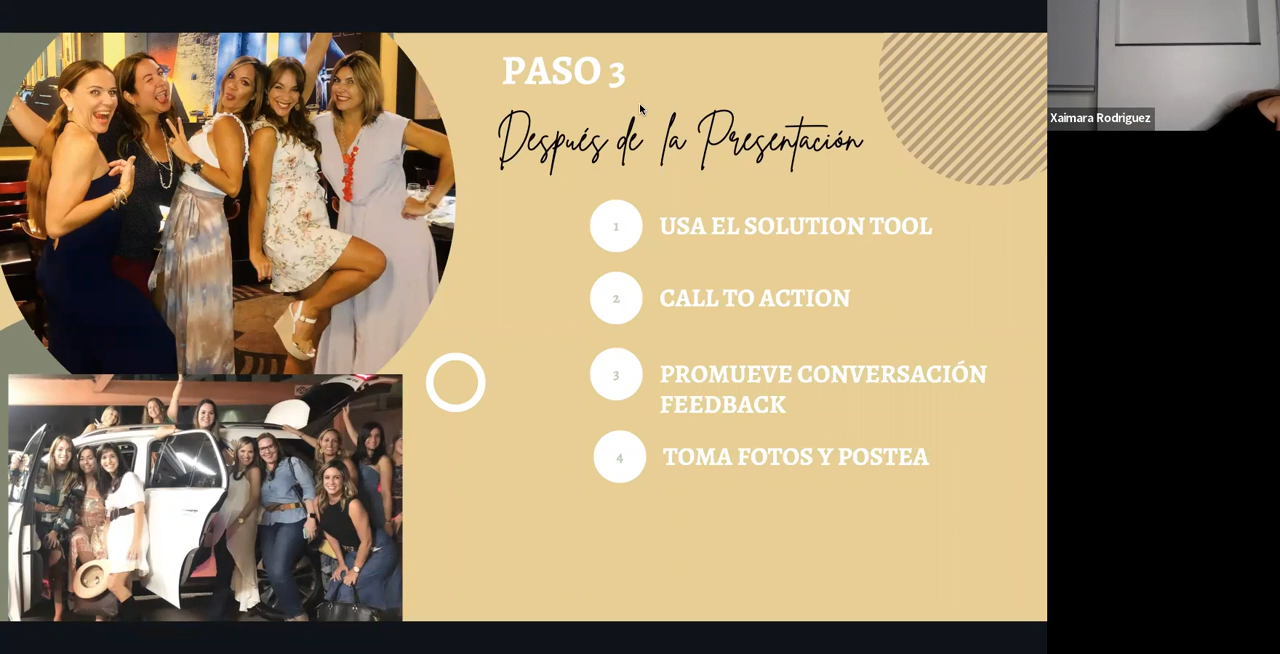 PASO 3
Después de la Presentación
1 USA EL SOLUTION TOOL
2 CALL TO ACTION
3 PROMUEVE CONVERSACIÓN
FEEDBACK
4 TOMA FOTOS Y POSTEA
Xaimara Rodriguez